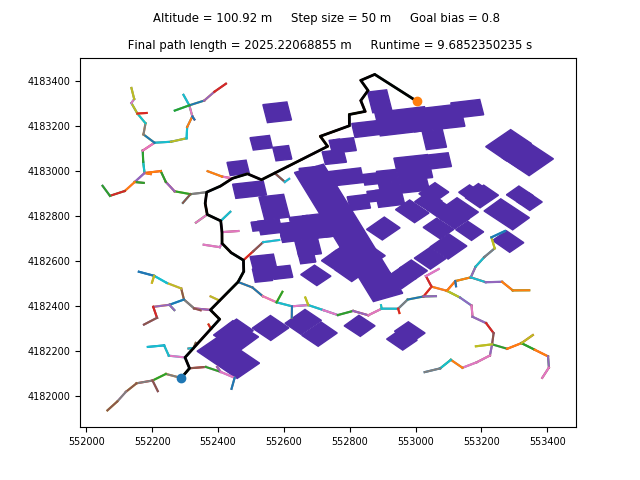 Altitude = 100.92 m Step size = 50 m Goal bias = 0.8
Final path length = 2025.22068855 m Runtime = 9.6852350235 s
4183400
4183200
4183000
4182800
4182600
4182400
4182200
4182000
552000 552200 552400 552600 552800 553000 553200 553400